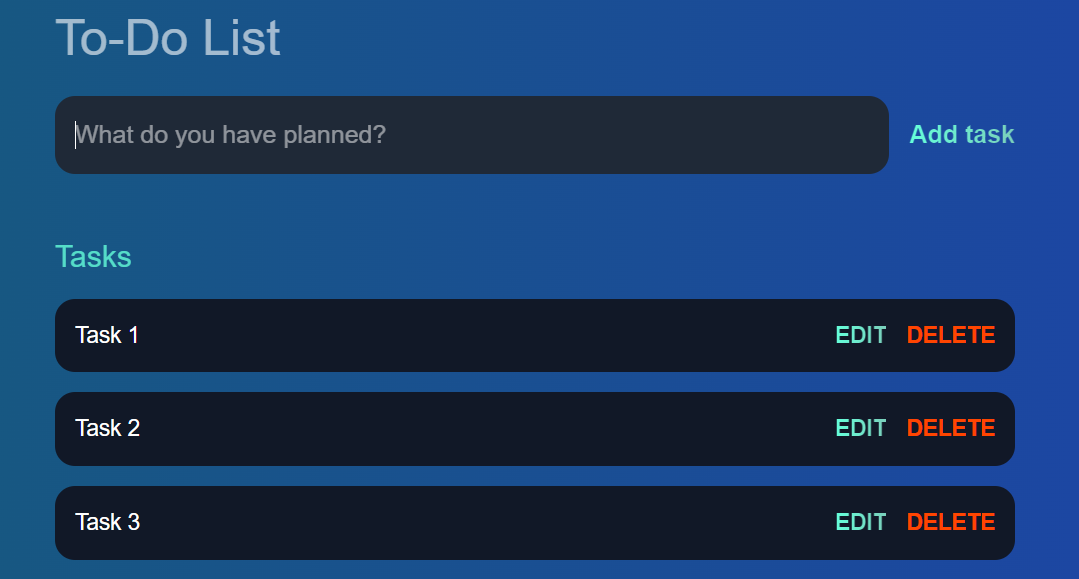 To-Do List
What do you have planned? Add task
Tasks
Task 1 EDIT DELETE
Task 2 EDIT DELETE
Task 3 EDIT DELETE